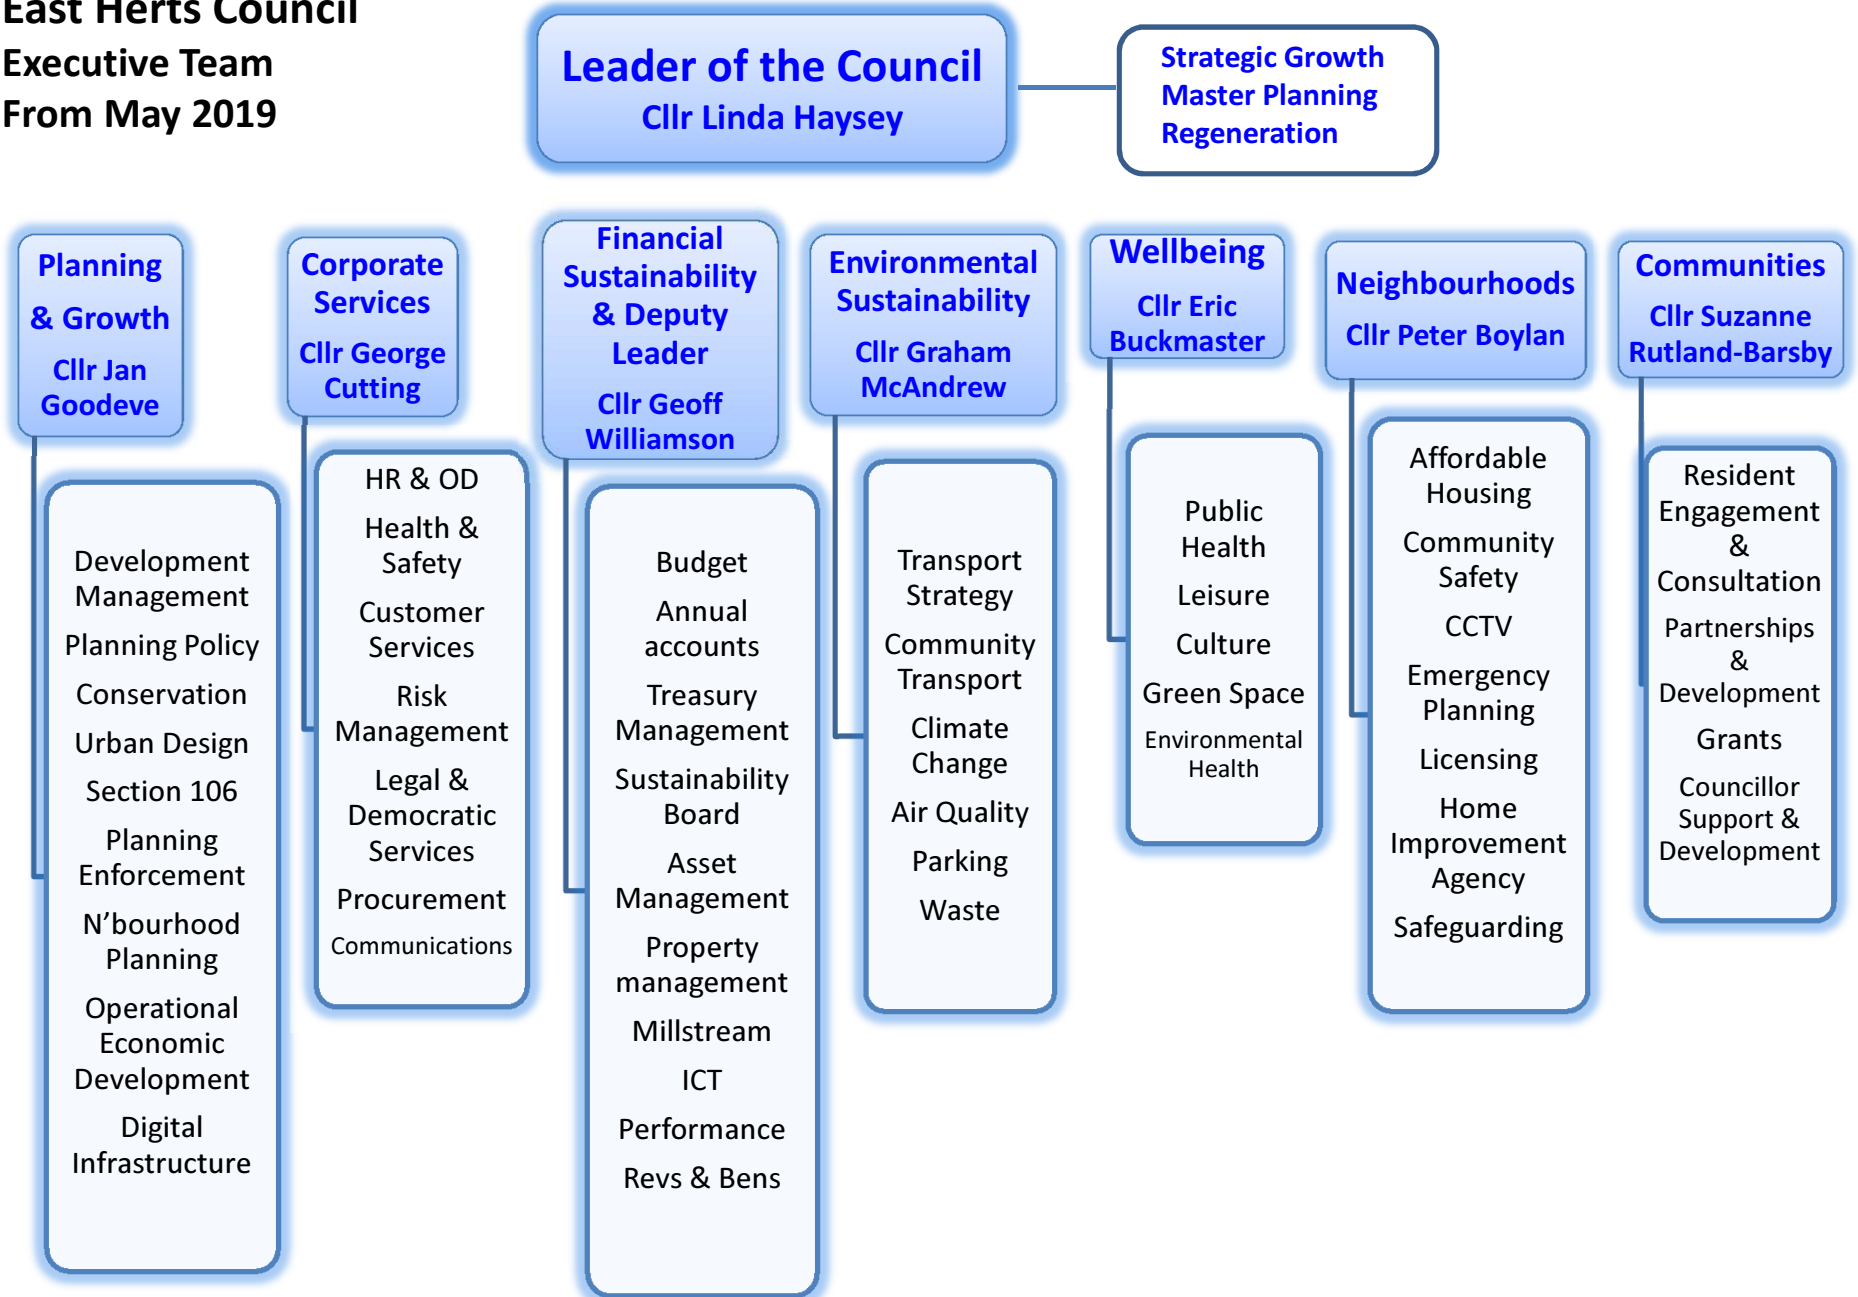 East Herts Council
Executive Team
From May 2019
Leader of the Council
Cllr Linda Haysey
Strategic Growth
Master Planning
Regeneration
Planning
& Growth
Cllr Jan
Goodeve
Development
Management
Planning Policy
Conservation
Urban Design
Section 106
Planning
Enforcement
N’bourhood
Planning
Operational
Economic
Development
Digital
Infrastructure
Corporate
Services
Cllr George
Cutting
HR & OD
Health &
Safety
Customer
Services
Risk
Management
Legal &
Democratic
Services
Procurement
Communications
Financial
Sustainability
& Deputy
Leader
Cllr Geoff
Williamson
Budget
Annual
accounts
Treasury
Management
Sustainability
Board
Asset
Management
Property
management
Millstream
ICT
Performance
Revs & Bens
Environmental
Sustainability
Cllr Graham
McAndrew
Transport
Strategy
Community
Transport
Climate
Change
Air Quality
Parking
Waste
Wellbeing
Cllr Eric
Buckmaster
Public
Health
Leisure
Culture
Green Space
Environmental
Health
Neighbourhoods
Cllr Peter Boylan
Affordable
Housing
Community
Safety
CCTV
Emergency
Planning
Licensing
Home
Improvement
Agency
Safeguarding
Communities
Cllr Suzanne
Rutland-Barsby
Resident
Engagement
&
Consultation
Partnerships
&
Development
Grants
Councillor
Support &
Development